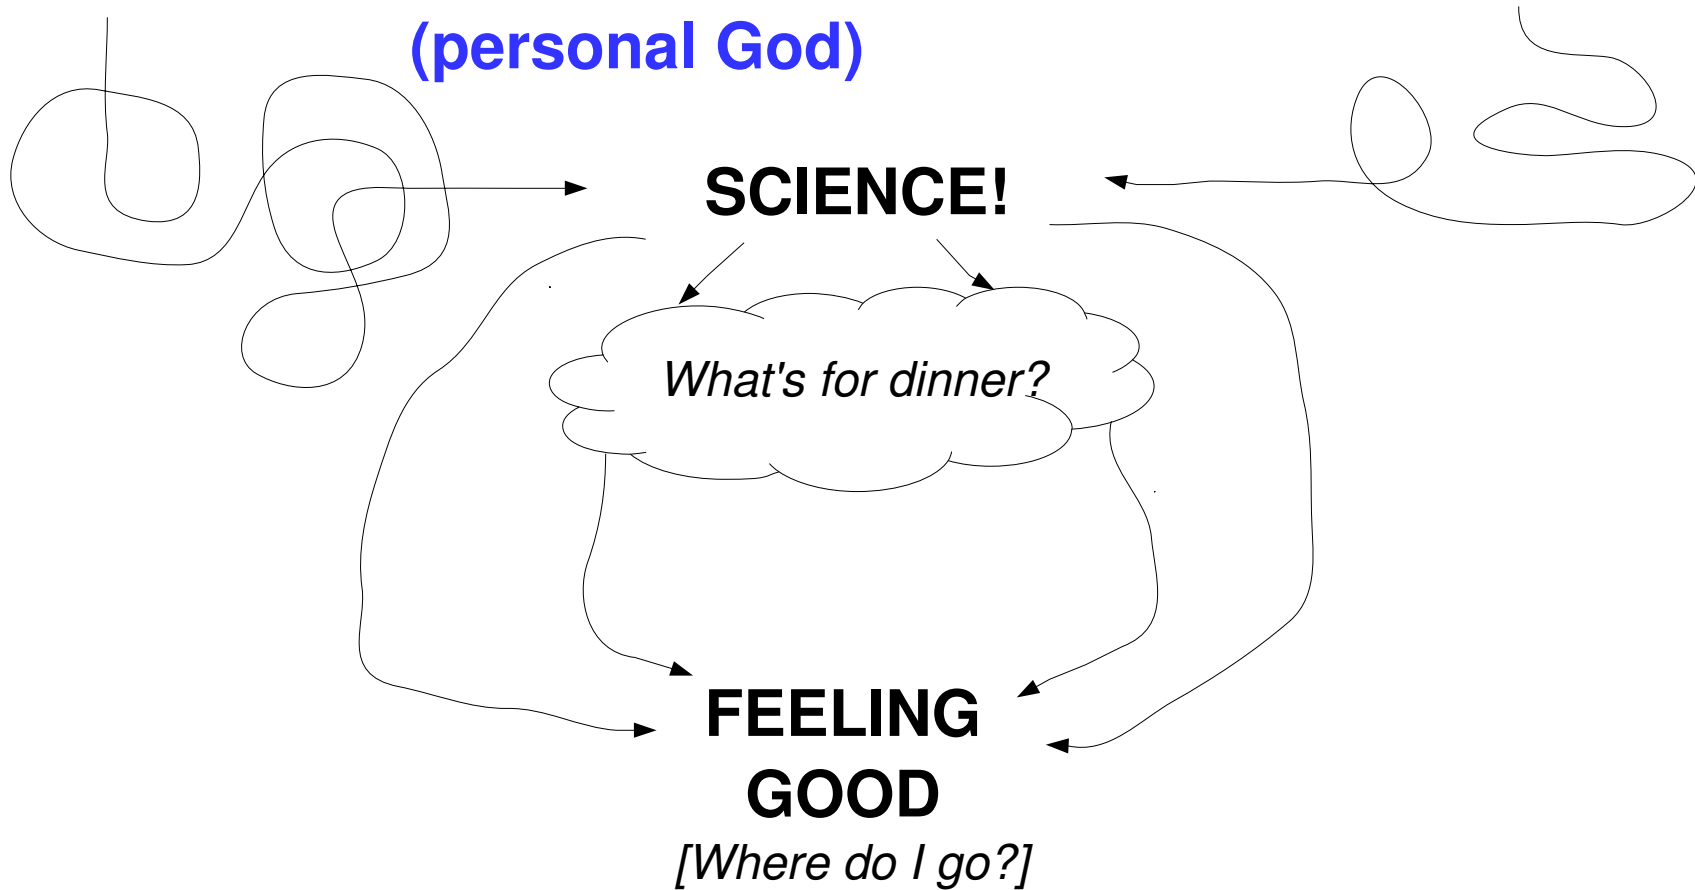 (personal God)
SCIENCE!
What's for dinner?
FEELING
GOOD
[Where do I go?]